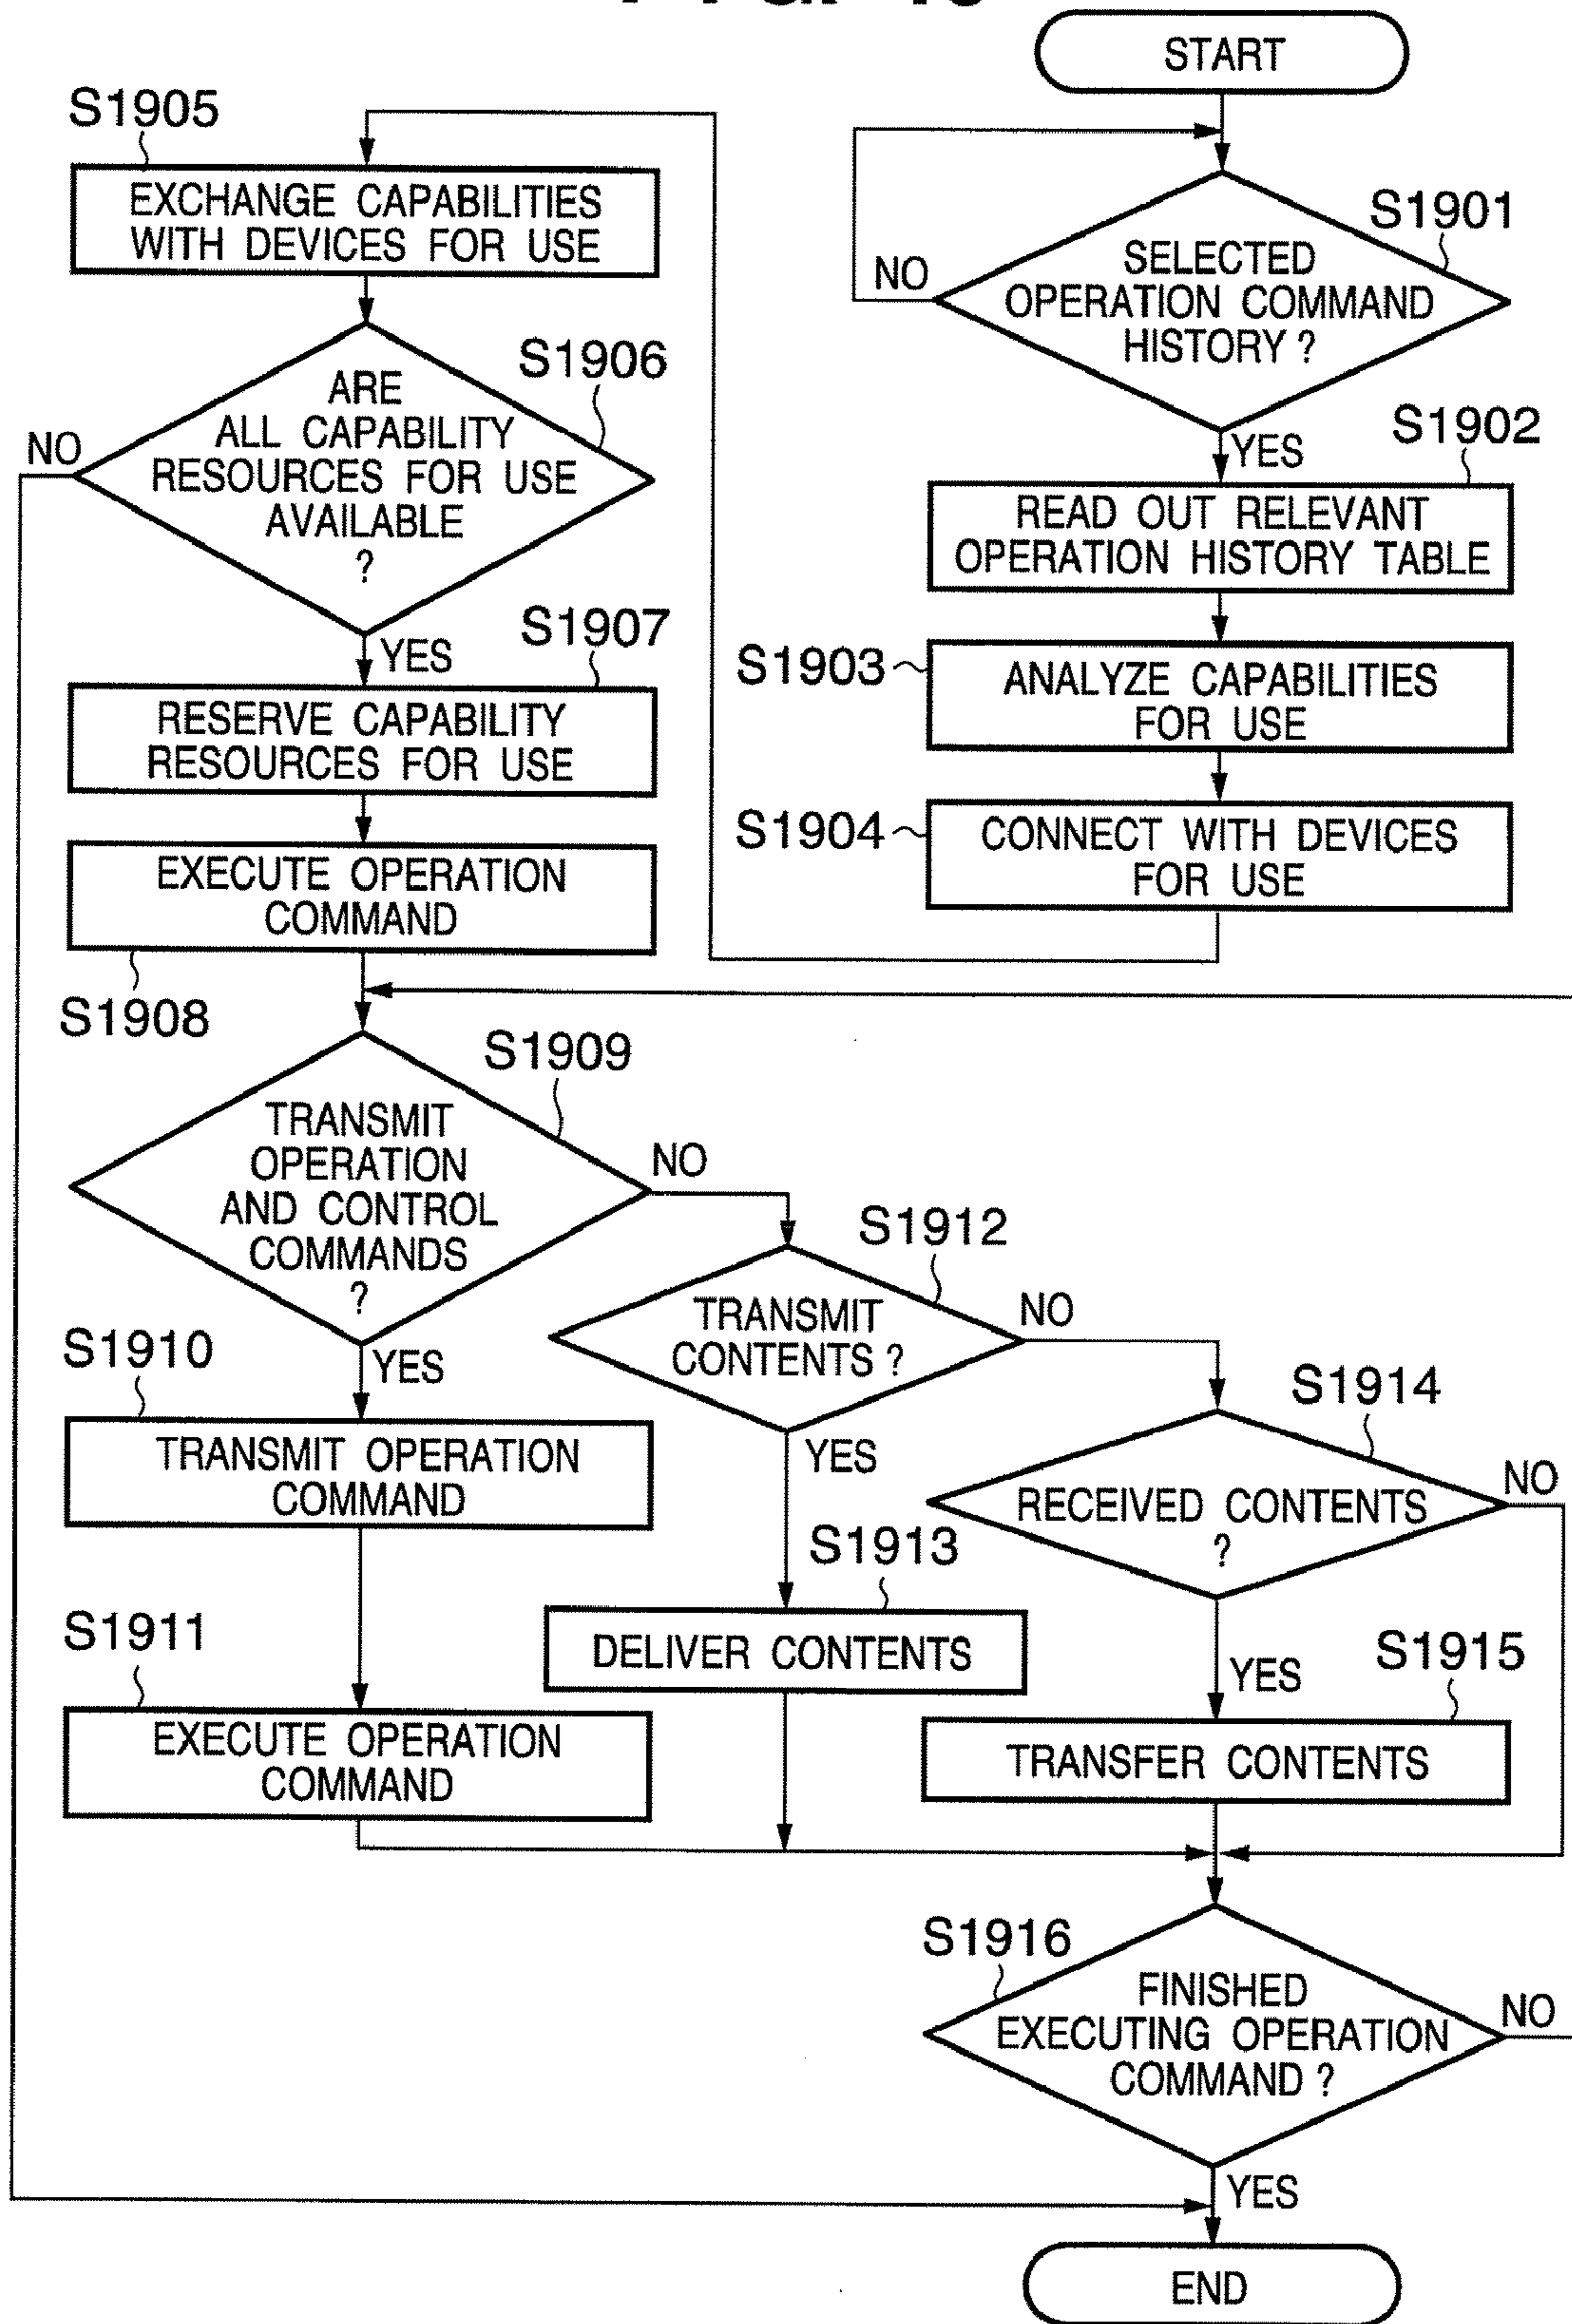 START
S1901
SELECTED
OPERATION COMMAND
HISTORY ?
NO
YES
S1902
READ OUT RELEVANT
OPERATION HISTORY TABLE
S1903
ANALYZE CAPABILITIES
FOR USE
S1904
CONNECT WITH DEVICES
FOR USE
S1905
EXCHANGE CAPABILITIES
WITH DEVICES FOR USE
S1906
ARE
ALL CAPABILITY
RESOURCES FOR USE
AVAILABLE
?
NO
YES
S1907
RESERVE CAPABILITY
RESOURCES FOR USE
EXECUTE OPERATION
COMMAND
S1908
S1909
TRANSMIT
OPERATION
AND CONTROL
COMMANDS
?
NO
YES
S1910
TRANSMIT OPERATION
COMMAND
S1911
EXECUTE OPERATION
COMMAND
S1912
TRANSMIT
CONTENTS ?
NO
YES
S1913
DELIVER CONTENTS
S1914
RECEIVED CONTENTS
?
NO
YES
S1915
TRANSFER CONTENTS
S1916
FINISHED
EXECUTING OPERATION
COMMAND ?
NO
YES
END